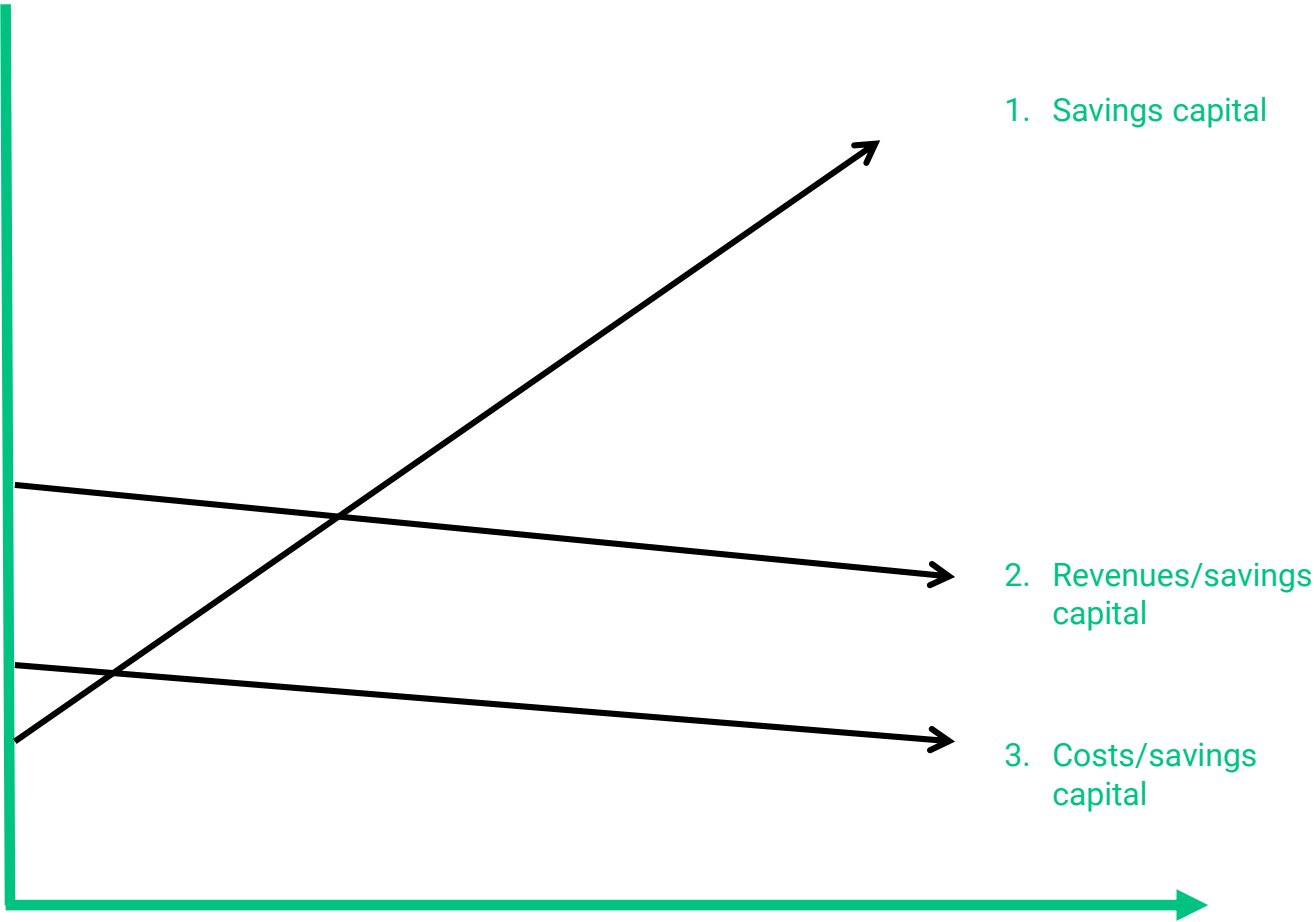 1. Savings capital
2. Revenues/savings
capital
3. Costs/savings
capital